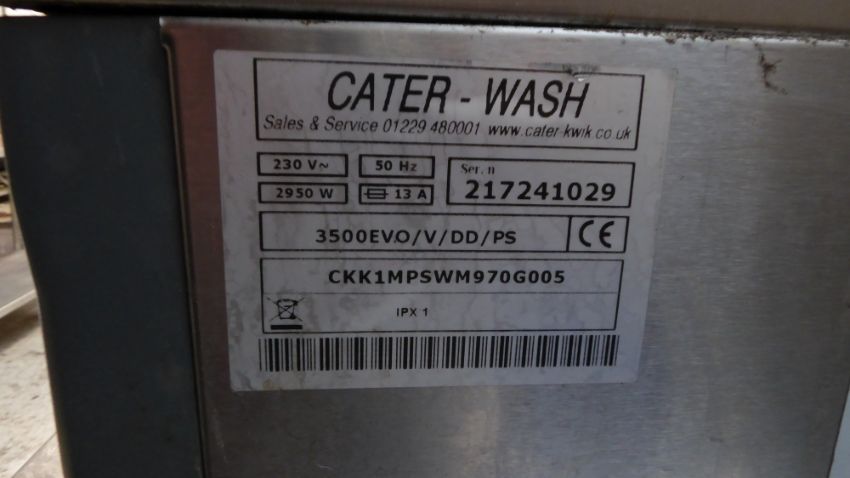 CATER - WASH
Sales & Service 01229 480001 www.cater-kwik.co.uk
230 V~ 50 Hz Ser. n
2950 W 13 A 217241029
3500EVO/V/DD/PS CE
CKK1MPSWM970G005
IPX 1